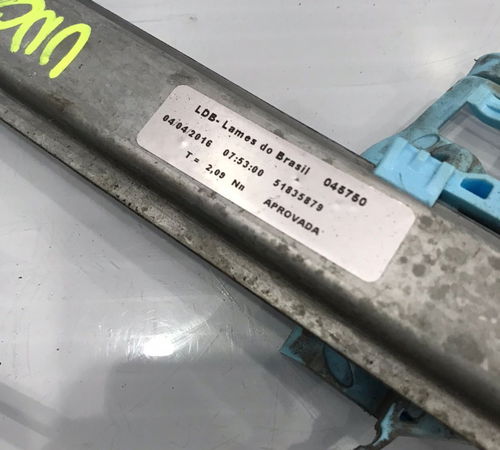 LDB- Lames do Brasil 045750
04/04/2016 07:53:00 51835879
T = 2,09 Nm APROVADA